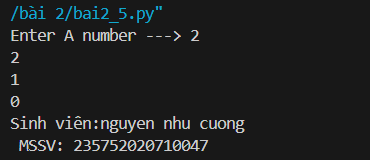 /bài 2/bai2_5.py"
Enter A number ---> 2
2
1
0
Sinh viên:nguyen nhu cuong
 MSSV: 235752020710047